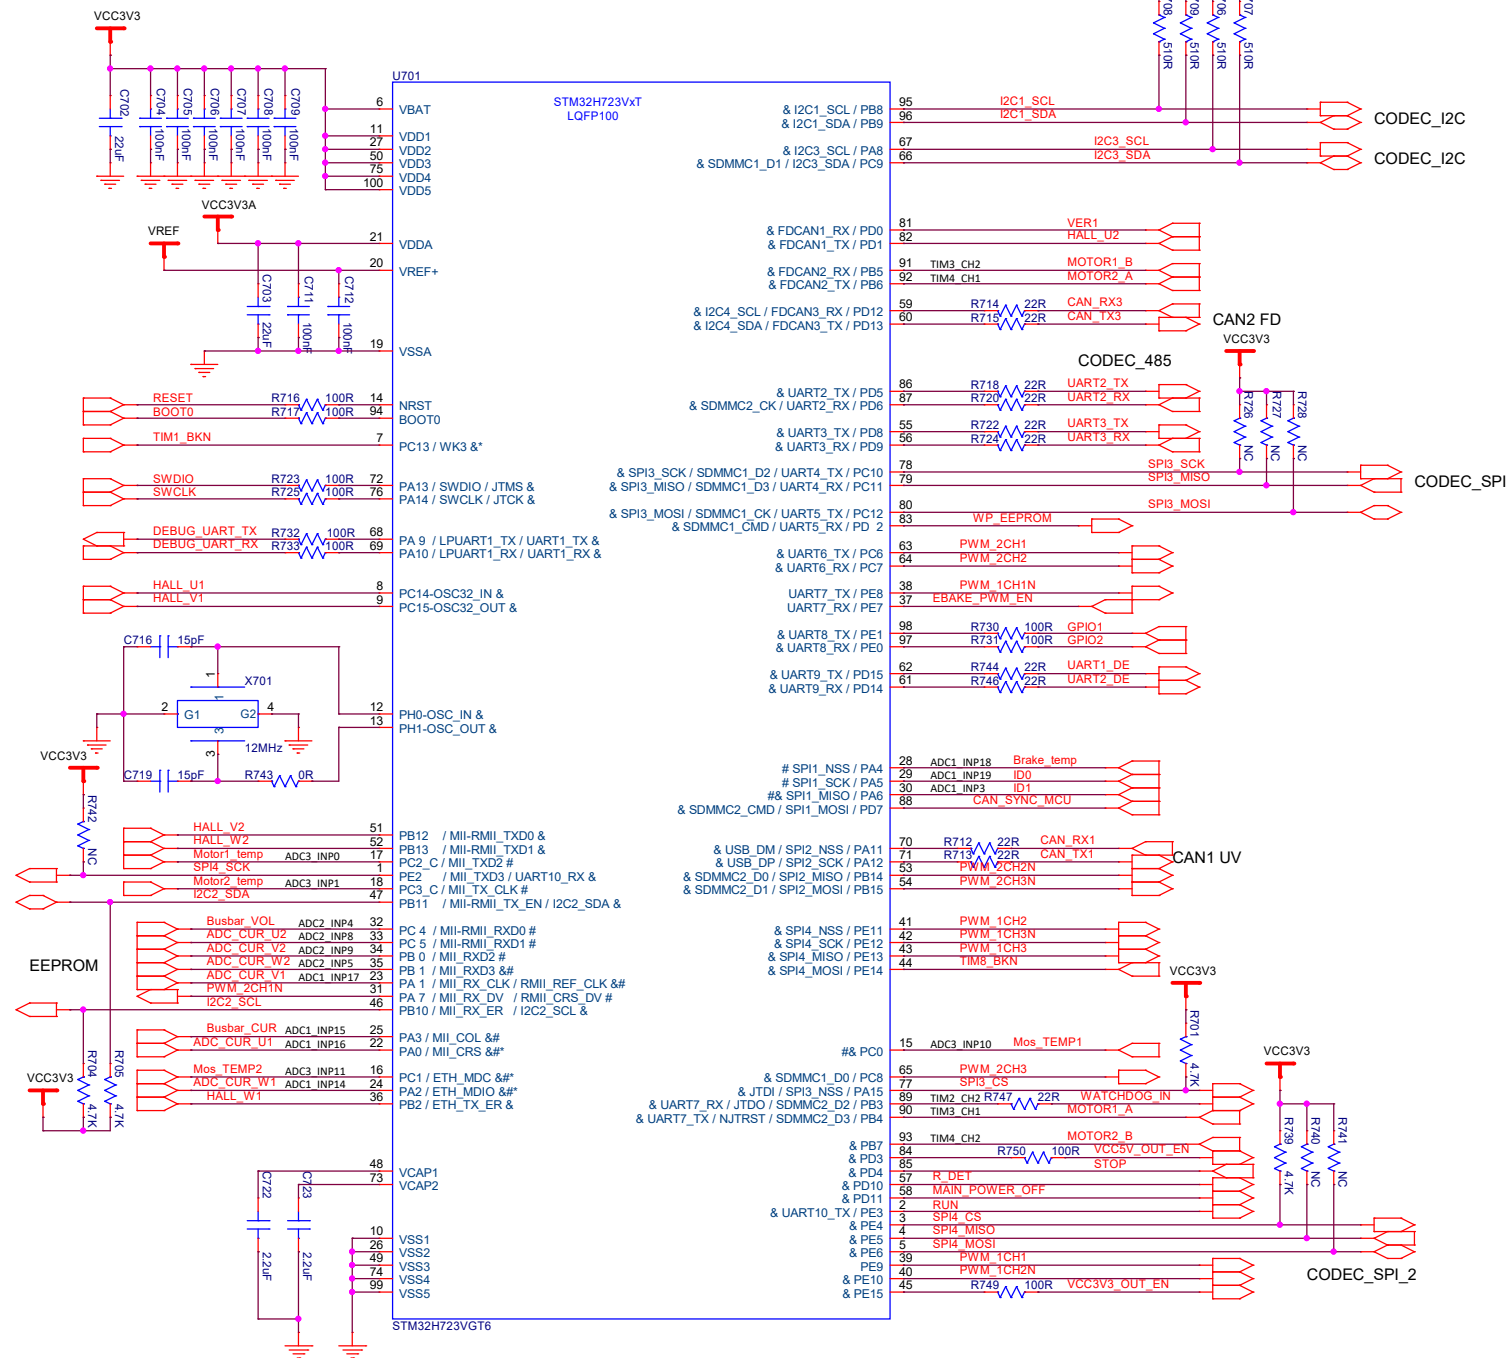 VCC3V3
C702
22uF
C704
100nF
C705
100nF
C706
100nF
C707
100nF
C708
100nF
C709
100nF
U701
STM32H723VxT
LQFP100
6 VBAT
11 VDD1
27 VDD2
50 VDD3
75 VDD4
100 VDD5
VCC3V3A
VREF
21 VDDA
20 VREF+
C703
22uF
C711
100nF
C712
100nF
19 VSSA
RESET R716 100R 14 NRST
BOOT0 R717 100R 94 BOOT0
TIM1_BKN 7 PC13 / WK3 &*
SWDIO R723 100R 72 PA13 / SWDIO / JTMS &
SWCLK R725 100R 76 PA14 / SWCLK / JTCK &
DEBUG_UART_TX R732 100R 68 PA 9 / LPUART1_TX / UART1_TX &
DEBUG_UART_RX R733 100R 69 PA10 / LPUART1_RX / UART1_RX &
HALL_U1 8 PC14-OSC32_IN &
HALL_V1 9 PC15-OSC32_OUT &
C716 15pF
1 X701
2 G1 1 3 G2 4
3 12MHz
C719 15pF R743 0R
12 PH0-OSC_IN &
13 PH1-OSC_OUT &
VCC3V3
R742
NC
HALL_V2 51 PB12 / MII-RMII_TXD0 &
HALL_W2 52 PB13 / MII-RMII_TXD1 &
Motor1_temp ADC3_INP0 17 PC2_C / MII_TXD2 #
SPI4_SCK 1 PE2 / MII_TXD3 / UART10_RX &
Motor2_temp ADC3_INP1 18 PC3_C / MII_TX_CLK #
I2C2_SDA 47 PB11 / MII-RMII_TX_EN / I2C2_SDA &
Busbar_VOL ADC2_INP4 32 PC 4 / MII-RMII_RXD0 #
ADC_CUR_U2 ADC2_INP8 33 PC 5 / MII-RMII_RXD1 #
ADC_CUR_V2 ADC2_INP9 34 PB 0 / MII_RXD2 #
ADC_CUR_W2 ADC2_INP5 35 PB 1 / MII_RXD3 &#
ADC_CUR_V1 ADC1_INP17 23 PA 1 / MII_RX_CLK / RMII_REF_CLK &#
PWM_2CH1N 31 PA 7 / MII_RX_DV / RMII_CRS_DV #
I2C2_SCL 46 PB10 / MII_RX_ER / I2C2_SCL &
EEPROM
Busbar_CUR ADC1_INP15 25 PA3 / MII_COL &#
ADC_CUR_U1 ADC1_INP16 22 PA0 / MII_CRS &#*
Mos_TEMP2 ADC3_INP11 16 PC1 / ETH_MDC &#*
ADC_CUR_W1 ADC1_INP14 24 PA2 / ETH_MDIO &#*
HALL_W1 36 PB2 / ETH_TX_ER &
VCC3V3
R704
4.7K
R705
4.7K
48 VCAP1
73 VCAP2
C722
2.2uF
C723
2.2uF
10 VSS1
26 VSS2
49 VSS3
74 VSS4
99 VSS5
STM32H723VGT6
708
510R
709
510R
706
510R
707
510R
& I2C1_SCL / PB8 95 I2C1_SCL
& I2C1_SDA / PB9 96 I2C1_SDA
CODEC_I2C
& I2C3_SCL / PA8 67 I2C3_SCL
& SDMMC1_D1 / I2C3_SDA / PC9 66 I2C3_SDA
CODEC_I2C
& FDCAN1_RX / PD0 81 VER1
& FDCAN1_TX / PD1 82 HALL_U2
& FDCAN2_RX / PB5 91 TIM3_CH2 MOTOR1_B
& FDCAN2_TX / PB6 92 TIM4_CH1 MOTOR2_A
& I2C4_SCL / FDCAN3_RX / PD12 59 R714 22R CAN_RX3
& I2C4_SDA / FDCAN3_TX / PD13 60 R715 22R CAN_TX3
CAN2 FD
VCC3V3
CODEC_485
& UART2_TX / PD5 86 R718 22R UART2_TX
& SDMMC2_CK / UART2_RX / PD6 87 R720 22R UART2_RX
& UART3_TX / PD8 55 R722 22R UART3_TX
& UART3_RX / PD9 56 R724 22R UART3_RX
R726
NC
R727
NC
R728
NC
& SPI3_SCK / SDMMC1_D2 / UART4_TX / PC10 78 SPI3_SCK
& SPI3_MISO / SDMMC1_D3 / UART4_RX / PC11 79 SPI3_MISO
CODEC_SPI
& SPI3_MOSI / SDMMC1_CK / UART5_TX / PC12 80 SPI3_MOSI
& SDMMC1_CMD / UART5_RX / PD 2 83 WP_EEPROM
& UART6_TX / PC6 63 PWM_2CH1
& UART6_RX / PC7 64 PWM_2CH2
UART7_TX / PE8 38 PWM_1CH1N
UART7_RX / PE7 37 EBAKE_PWM_EN
& UART8_TX / PE1 98 R730 100R GPIO1
& UART8_RX / PE0 97 R731 100R GPIO2
& UART9_TX / PD15 62 R744 22R UART1_DE
& UART9_RX / PD14 61 R746 22R UART2_DE
# SPI1_NSS / PA4 28 ADC1_INP18 Brake_temp
# SPI1_SCK / PA5 29 ADC1_INP19 ID0
#& SPI1_MISO / PA6 30 ADC1_INP3 ID1
& SDMMC2_CMD / SPI1_MOSI / PD7 88 CAN_SYNC_MCU
& USB_DM / SPI2_NSS / PA11 70 R712 22R CAN_RX1
& USB_DP / SPI2_SCK / PA12 71 R713 22R CAN_TX1
CAN1 UV
& SDMMC2_D0 / SPI2_MISO / PB14 53 PWM_2CH2N
& SDMMC2_D1 / SPI2_MOSI / PB15 54 PWM_2CH3N
& SPI4_NSS / PE11 41 PWM_1CH2
& SPI4_SCK / PE12 42 PWM_1CH3N
& SPI4_MISO / PE13 43 PWM_1CH3
& SPI4_MOSI / PE14 44 TIM8_BKN
VCC3V3
R701
4.7K
#& PC0 15 ADC3_INP10 Mos_TEMP1
& SDMMC1_D0 / PC8 65 PWM_2CH3
& JTDI / SPI3_NSS / PA15 77 SPI3_CS
& UART7_RX / JTDO / SDMMC2_D2 / PB3 89 TIM2_CH2 R747 22R WATCHDOG_IN
& UART7_TX / NJTRST / SDMMC2_D3 / PB4 90 TIM3_CH1 MOTOR1_A
VCC3V3
R739
4.7K
R740
NC
R741
NC
& PB7 93 TIM4_CH2 MOTOR2_B
& PD3 84 R750 100R VCC5V_OUT_EN
& PD4 85 STOP
& PD10 57 R_DET
& PD11 58 MAIN_POWER_OFF
& UART10_TX / PE3 2 RUN
& PE4 3 SPI4_CS
& PE5 4 SPI4_MISO
& PE6 5 SPI4_MOSI
PE9 39 PWM_1CH1
& PE10 40 PWM_1CH2N
& PE15 45 R749 100R VCC3V3_OUT_EN
CODEC_SPI_2